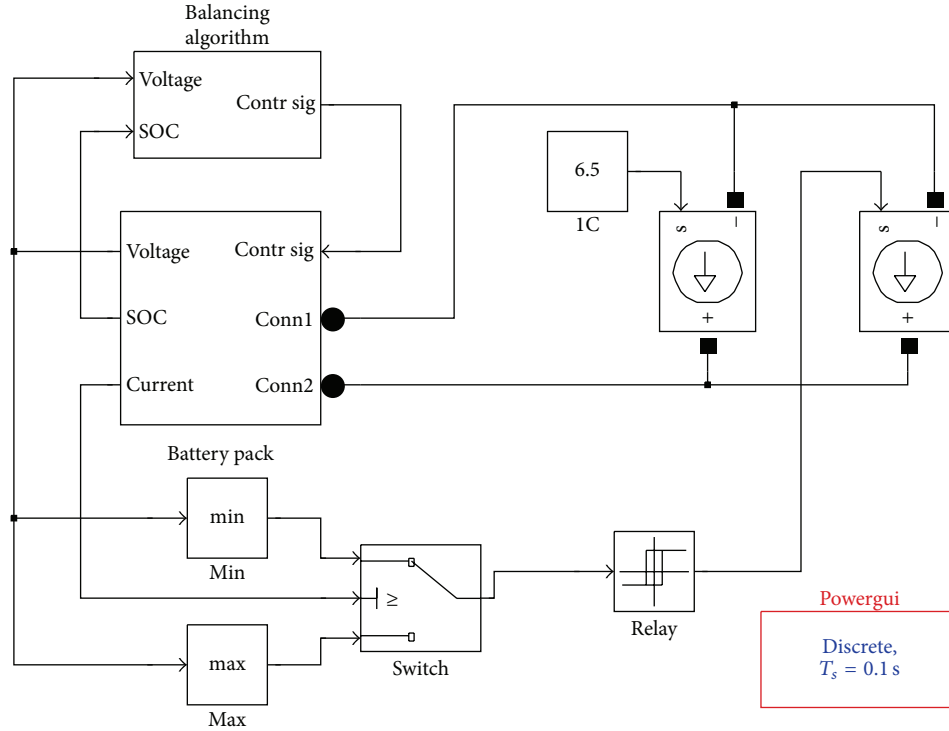 Balancing
algorithm
Voltage
Contr sig
SOC
6.5
1C
s
–
+
s
–
+
Voltage
Contr sig
SOC
Conn1
Current
Conn2
Battery pack
min
Min
≥
Switch
max
Max
Relay
Powergui
Discrete,
T_s = 0.1 s